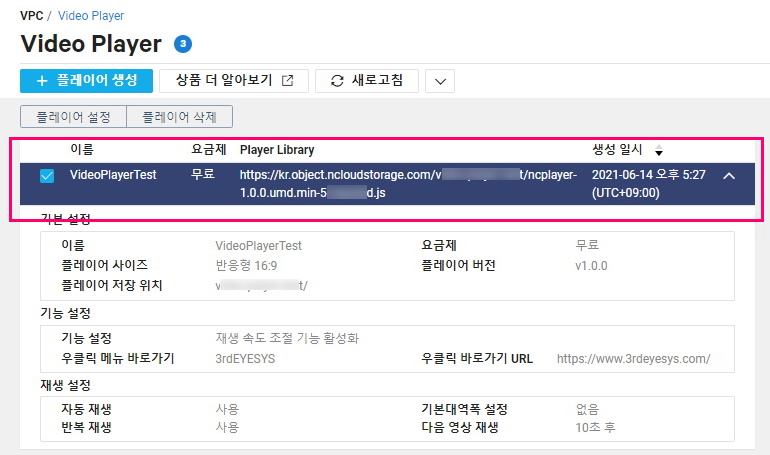 VPC / Video Player
Video Player 3
+ 플레이어 생성 상품 더 알아보기 새로고침
플레이어 설정 플레이어 삭제
이름 요금제 Player Library 생성 일시
VideoPlayerTest 무료 https://kr.object.ncloudstorage.com/v t/ncplayer- 2021-06-14 오후 5:27
1.0.0.umd.min-5 d.js (UTC+09:00)
기본 설정
이름 VideoPlayerTest 요금제 무료
플레이어 사이즈 반응형 16:9 플레이어 버전 v1.0.0
플레이어 저장 위치 v t/
기능 설정
기능 설정 재생 속도 조절 기능 활성화
우클릭 메뉴 바로가기 3rdEYESYS 우클릭 바로가기 URL https://www.3rdeyesys.com/
재생 설정
자동 재생 사용 기본대역폭 설정 없음
반복 재생 사용 다음 영상 재생 10초 후